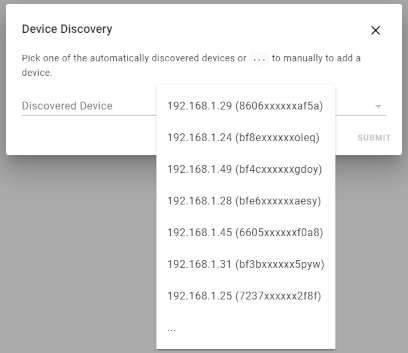 Device Discovery
Pick one of the automatically discovered devices or ... to manually to add a
device.
Discovered Device
192.168.1.29 (8606xxxxxxaf5a)
192.168.1.24 (bf8exxxxxxoleq)
192.168.1.49 (bf4cxxxxxxgdoy)
192.168.1.28 (bfe6xxxxxxaesy)
192.168.1.45 (6605xxxxxxf0a8)
192.168.1.31 (bf3bxxxxxx5pyw)
192.168.1.25 (7237xxxxxx2f8f)
...
SUBMIT